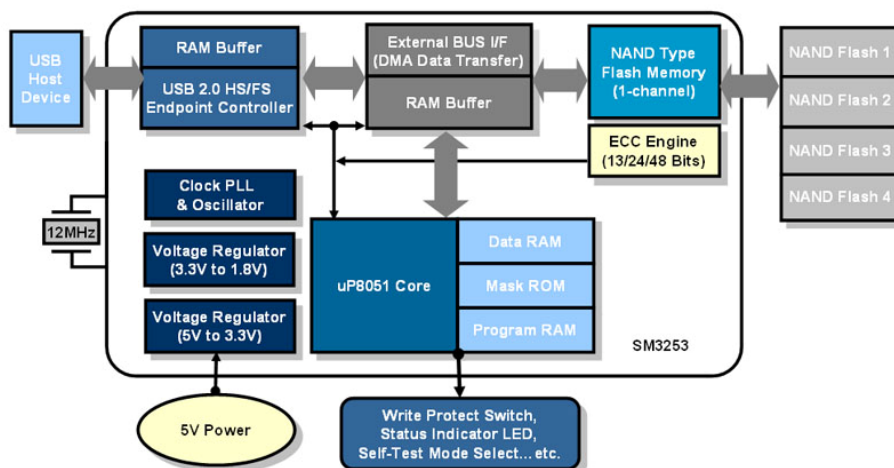 USB
Host
Device
RAM Buffer
USB 2.0 HS/FS
Endpoint Controller
External BUS I/F
(DMA Data Transfer)
RAM Buffer
NAND Type
Flash Memory
(1-channel)
NAND Flash 1
NAND Flash 2
NAND Flash 3
NAND Flash 4
ECC Engine
(13/24/48 Bits)
Clock PLL
& Oscillator
12MHz
Voltage Regulator
(3.3V to 1.8V)
Voltage Regulator
(5V to 3.3V)
uP8051 Core
Data RAM
Mask ROM
Program RAM
SM3253
5V Power
Write Protect Switch,
Status Indicator LED,
Self-Test Mode Select... etc.